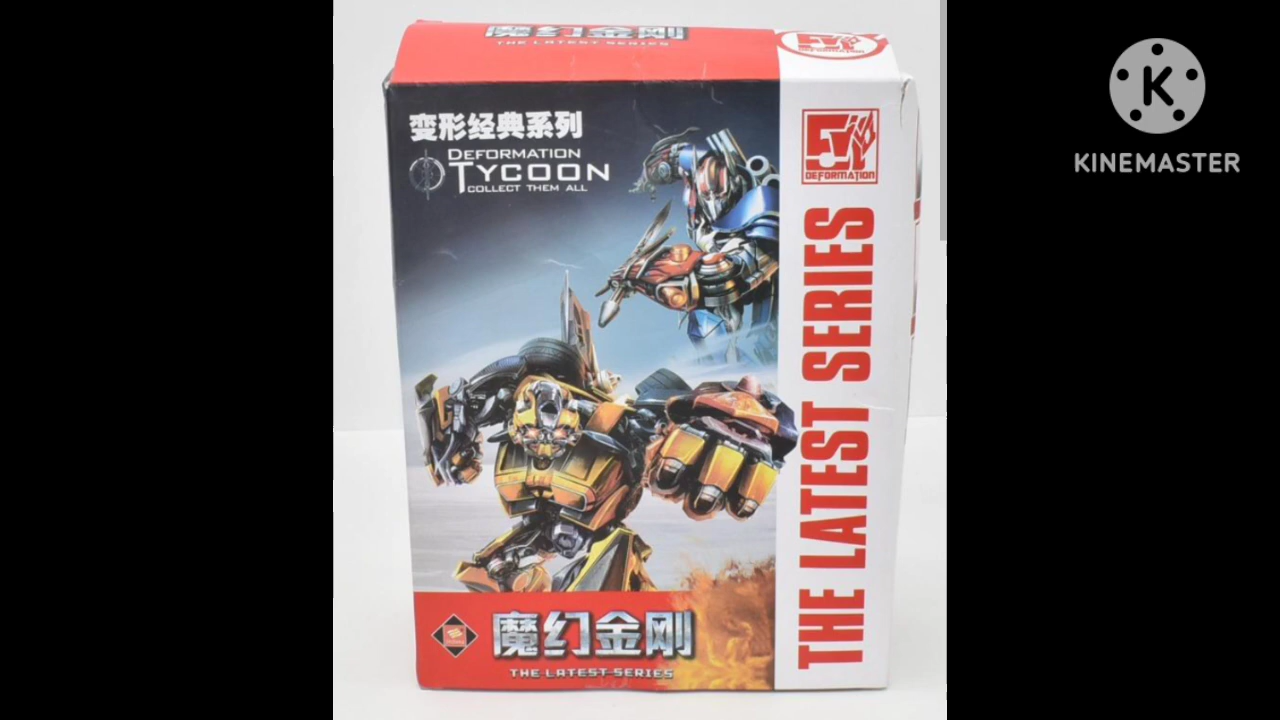 魔幻金刚
THE LATEST SERIES
DEFORMATION
变形经典系列
DEFORMATION
TYCOON
COLLECT THEM ALL
DEFORMATION
THE LATEST SERIES
魔幻金刚
THE LATEST SERIES
K
KINEMASTER